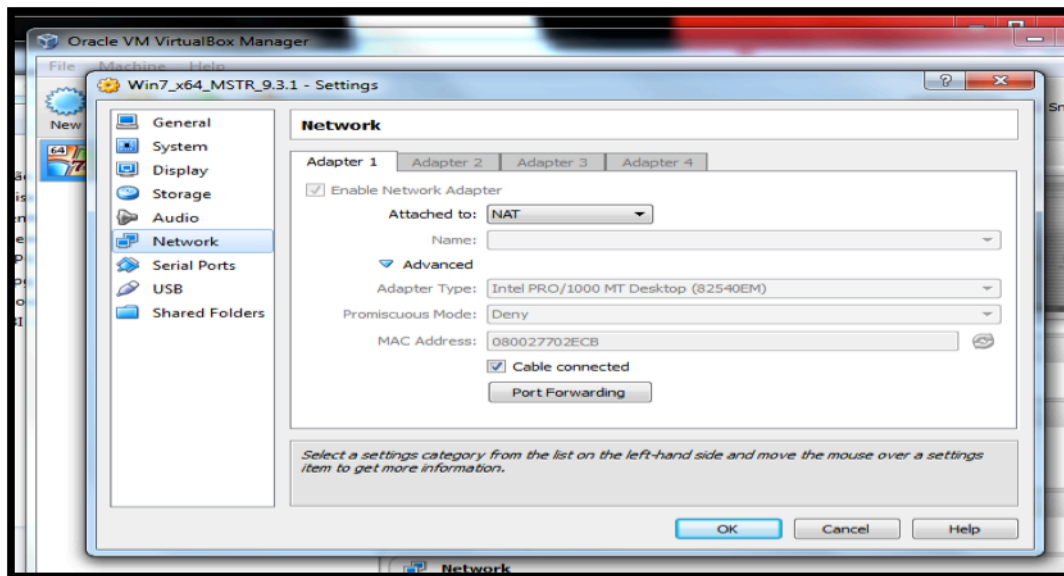 Oracle VM VirtualBox Manager
File Machine Help
Win7_x64_MSTR_9.3.1 - Settings
New
64
General
System
Display
Storage
Audio
Network
Serial Ports
USB
Shared Folders
Network
Adapter 1 Adapter 2 Adapter 3 Adapter 4
Enable Network Adapter
Attached to: NAT
Name:
Advanced
Adapter Type: Intel PRO/1000 MT Desktop (82540EM)
Promiscuous Mode: Deny
MAC Address: 080027702ECB
Cable connected
Port Forwarding
Select a settings category from the list on the left-hand side and move the mouse over a settings
item to get more information.
OK Cancel Help
Network